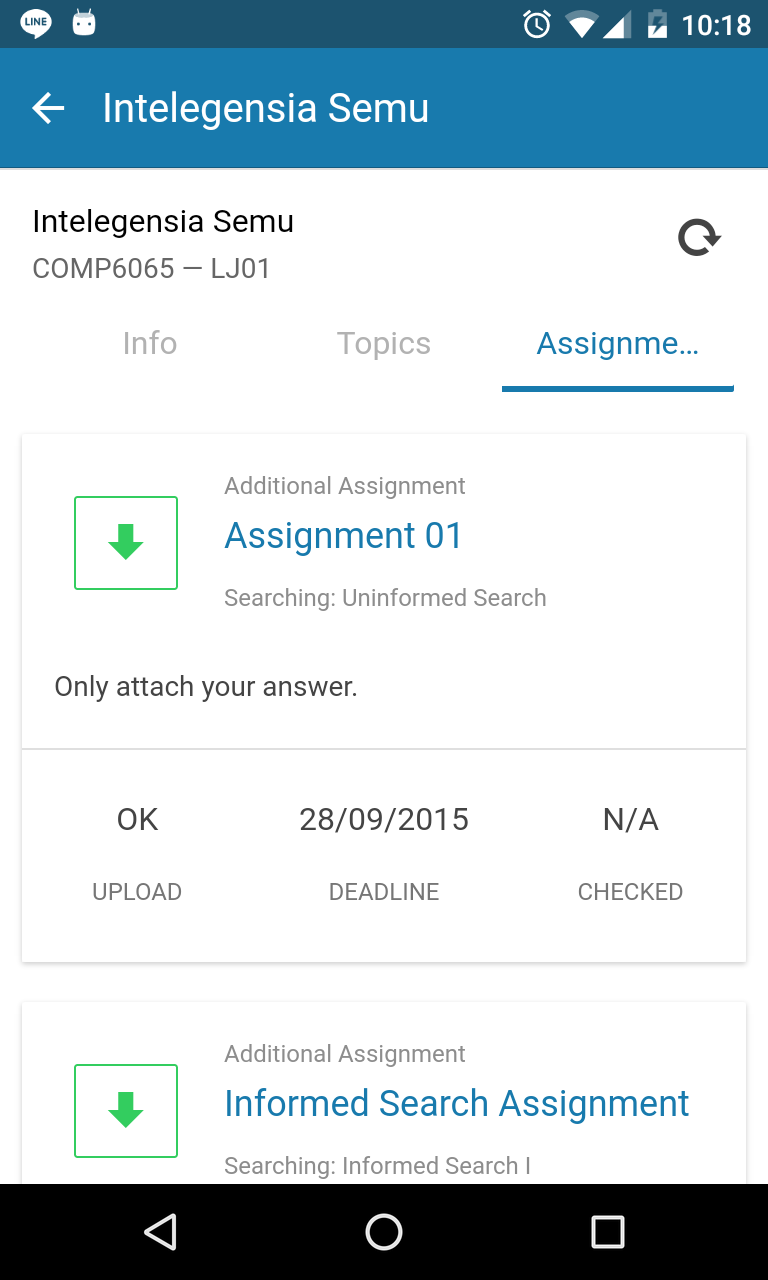 LINE
10:18
Intelegensia Semu
Intelegensia Semu
COMP6065 — LJ01
Info Topics Assignme...
Additional Assignment
Assignment 01
Searching: Uninformed Search
Only attach your answer.
OK 28/09/2015 N/A
UPLOAD DEADLINE CHECKED
Additional Assignment
Informed Search Assignment
Searching: Informed Search I